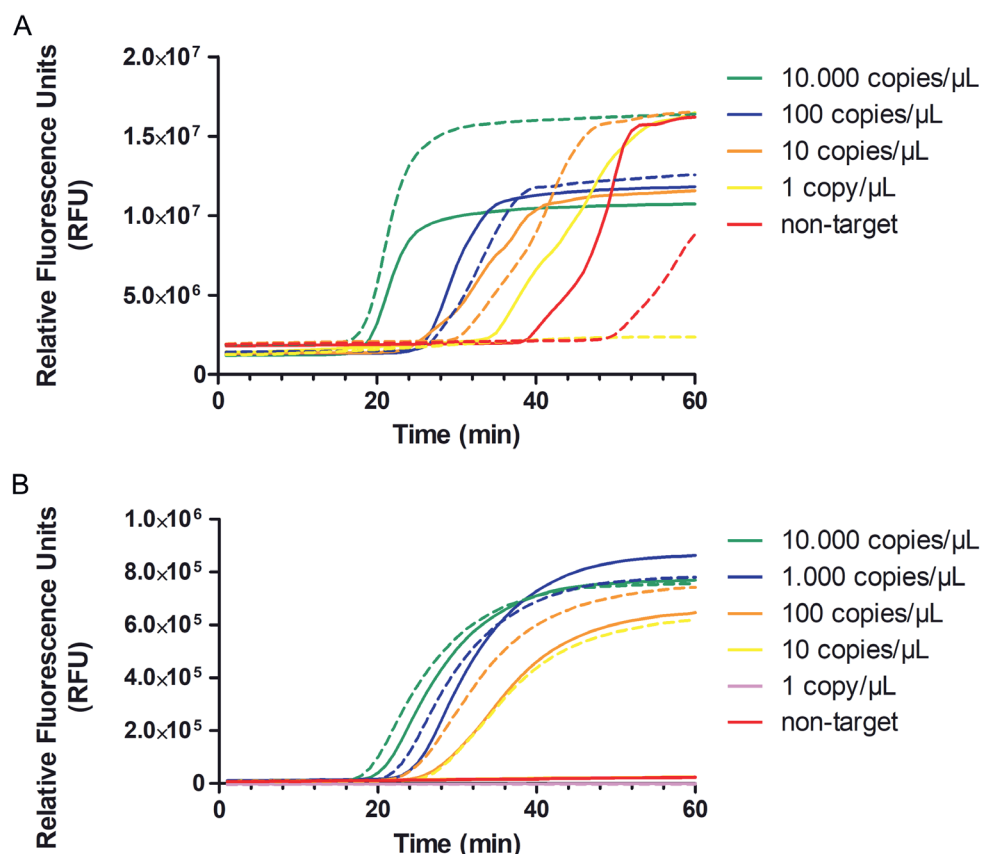 A
Relative Fluorescence Units
(RFU)
2.0×10⁷
1.5×10⁷
1.0×10⁷
5.0×10⁶
0
0 20 40 60
Time (min)
10.000 copies/µL
100 copies/µL
10 copies/µL
1 copy/µL
non-target
B
Relative Fluorescence Units
(RFU)
1.0×10⁶
8.0×10⁵
6.0×10⁵
4.0×10⁵
2.0×10⁵
0
0 20 40 60
Time (min)
10.000 copies/µL
1.000 copies/µL
100 copies/µL
10 copies/µL
1 copy/µL
non-target